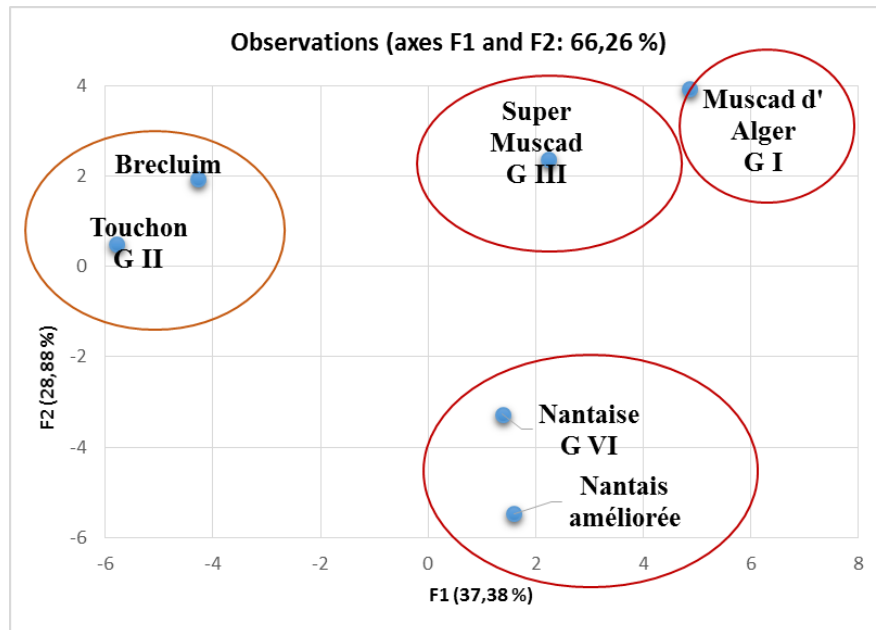 Observations (axes F1 and F2: 66,26 %)
4
2
0
-2
-4
-6
F2 (28,88 %)
Brecluim
Touchon
G II
Super
Muscad
G III
Muscad d'
Alger
G I
Nantaise
G VI
Nantais
améliorée
-6
-4
-2
0
2
4
6
8
F1 (37,38 %)